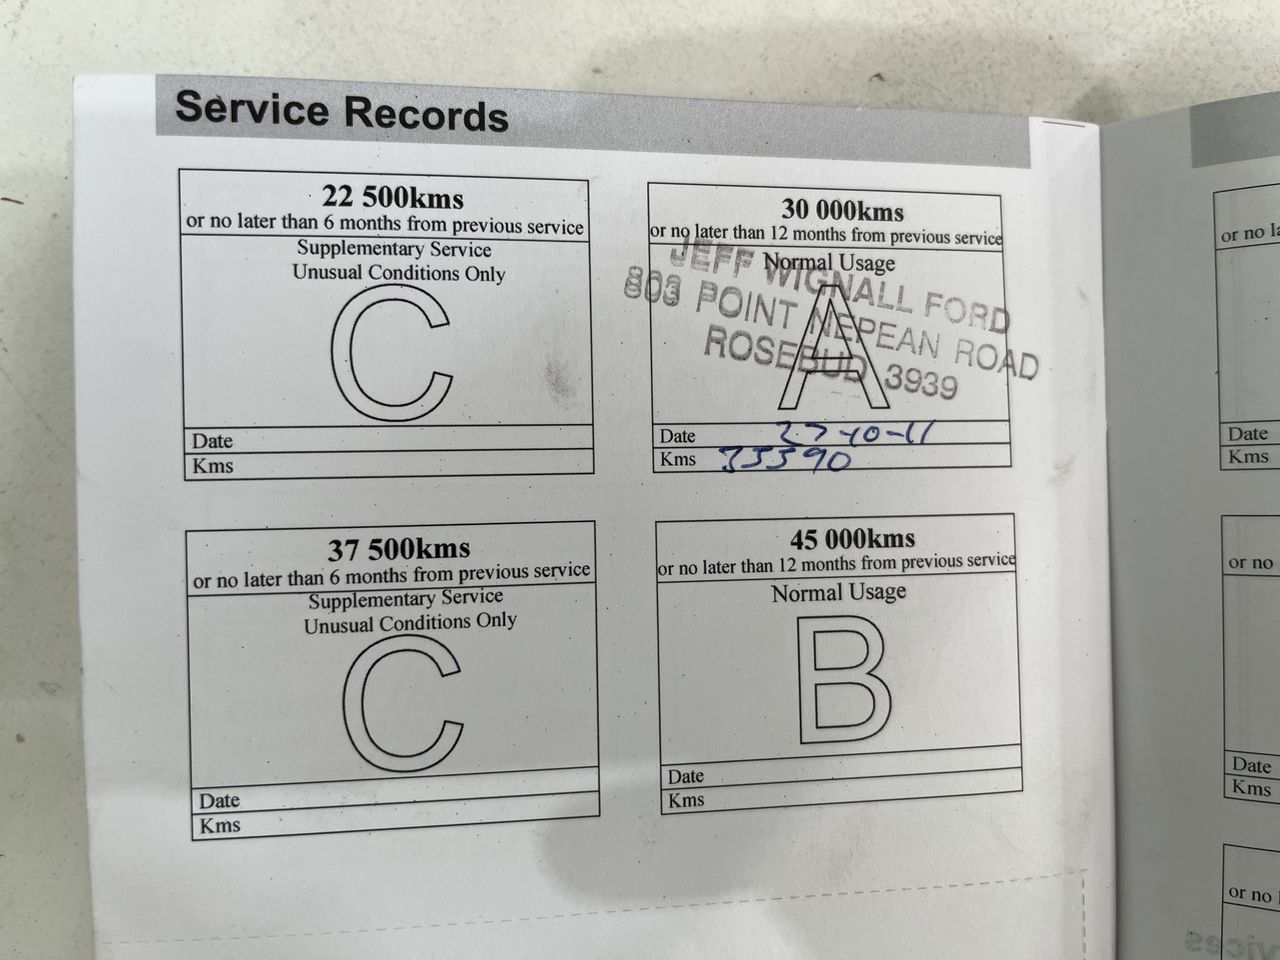 Service Records
22 500kms
or no later than 6 months from previous service
Supplementary Service
Unusual Conditions Only
C
Date
Kms
30 000kms
or no later than 12 months from previous service
Normal Usage
A
JEFF WIGNALL FORD
803 POINT NEPEAN ROAD
ROSEBUD 3939
Date 27-10-11
Kms
37 500kms
or no later than 6 months from previous service
Supplementary Service
Unusual Conditions Only
C
Date
Kms
45 000kms
or no later than 12 months from previous service
Normal Usage
B
Date
Kms
or no
Date
Kms
or no
Date
Kms
or no